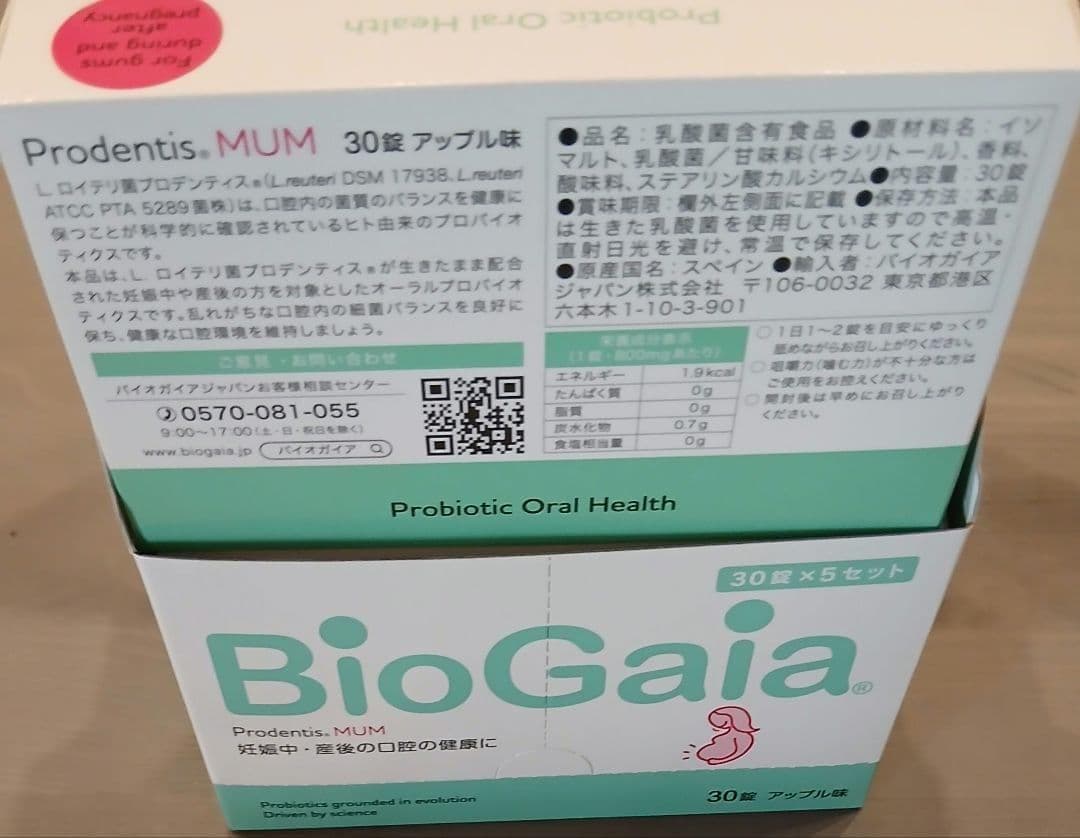 Probiotic Oral Health
For gums
during and
after
pregnancy
Prodentis® MUM 30錠 アップル味
L. ロイテリ菌プロデンティス®(L.reuteri DSM 17938, L.reuteri
ATCC PTA 5289菌株)は、口腔内の菌質のバランスを健康に
保つことが科学的に確認されているヒト由来のプロバイオ
ティクスです。
本品は、L. ロイテリ菌プロデンティス®が生きたまま配合
された妊娠中や産後の方を対象としたオーラルプロバイオ
ティクスです。乱れがちな口腔内の細菌バランスを良好に
保ち、健康な口腔環境を維持しましょう。
ご意見・お問い合わせ
バイオガイアジャパンお客様相談センター
0570-081-055
9:00〜17:00(土・日・祝日を除く)
www.biogaia.jp バイオガイア
●品名:乳酸菌含有食品 ●原材料名:イソ
マルト、乳酸菌/甘味料(キシリトール)、香料、
酸味料、ステアリン酸カルシウム●内容量:30錠
●賞味期限:欄外左側面に記載 ●保存方法:本品
は生きた乳酸菌を使用していますので高温・
直射日光を避け、常温で保存してください。
●原産国名:スペイン ●輸入者:バイオガイア
ジャパン株式会社 〒106-0032 東京都港区
六本木1-10-3-901
栄養成分表示
(1錠・800mgあたり)
エネルギー 1.9kcal
たんぱく質 0g
脂質 0g
炭水化物 0.7g
食塩相当量 0g
○1日1〜2錠を目安にゆっくり
舐めながらお召し上がりください。
○咀嚼力(噛む力)が不十分な方は
ご使用をお控えください。
○開封後は早めにお召し上がり
ください。
Probiotic Oral Health
30錠×5セット
BioGaia®
Prodentis® MUM
妊娠中・産後の口腔の健康に
Probiotics grounded in evolution
Driven by science
30錠 アップル味